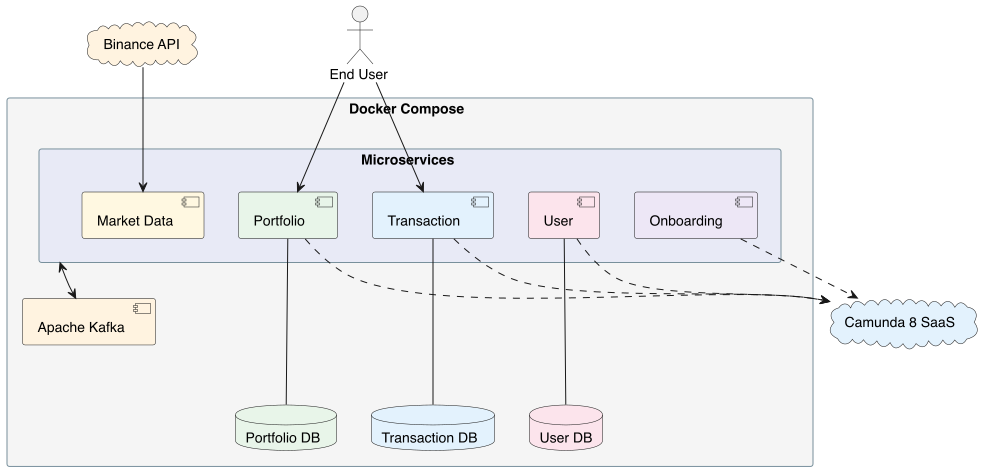 Binance API
End User
Docker Compose
Microservices
Market Data
Portfolio
Transaction
User
Onboarding
Apache Kafka
Camunda 8 SaaS
Portfolio DB
Transaction DB
User DB